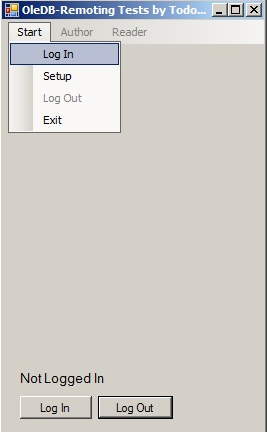 OleDB-Remoting Tests by Todo...
Start Author Reader
Log In
Setup
Log Out
Exit
Not Logged In
Log In Log Out